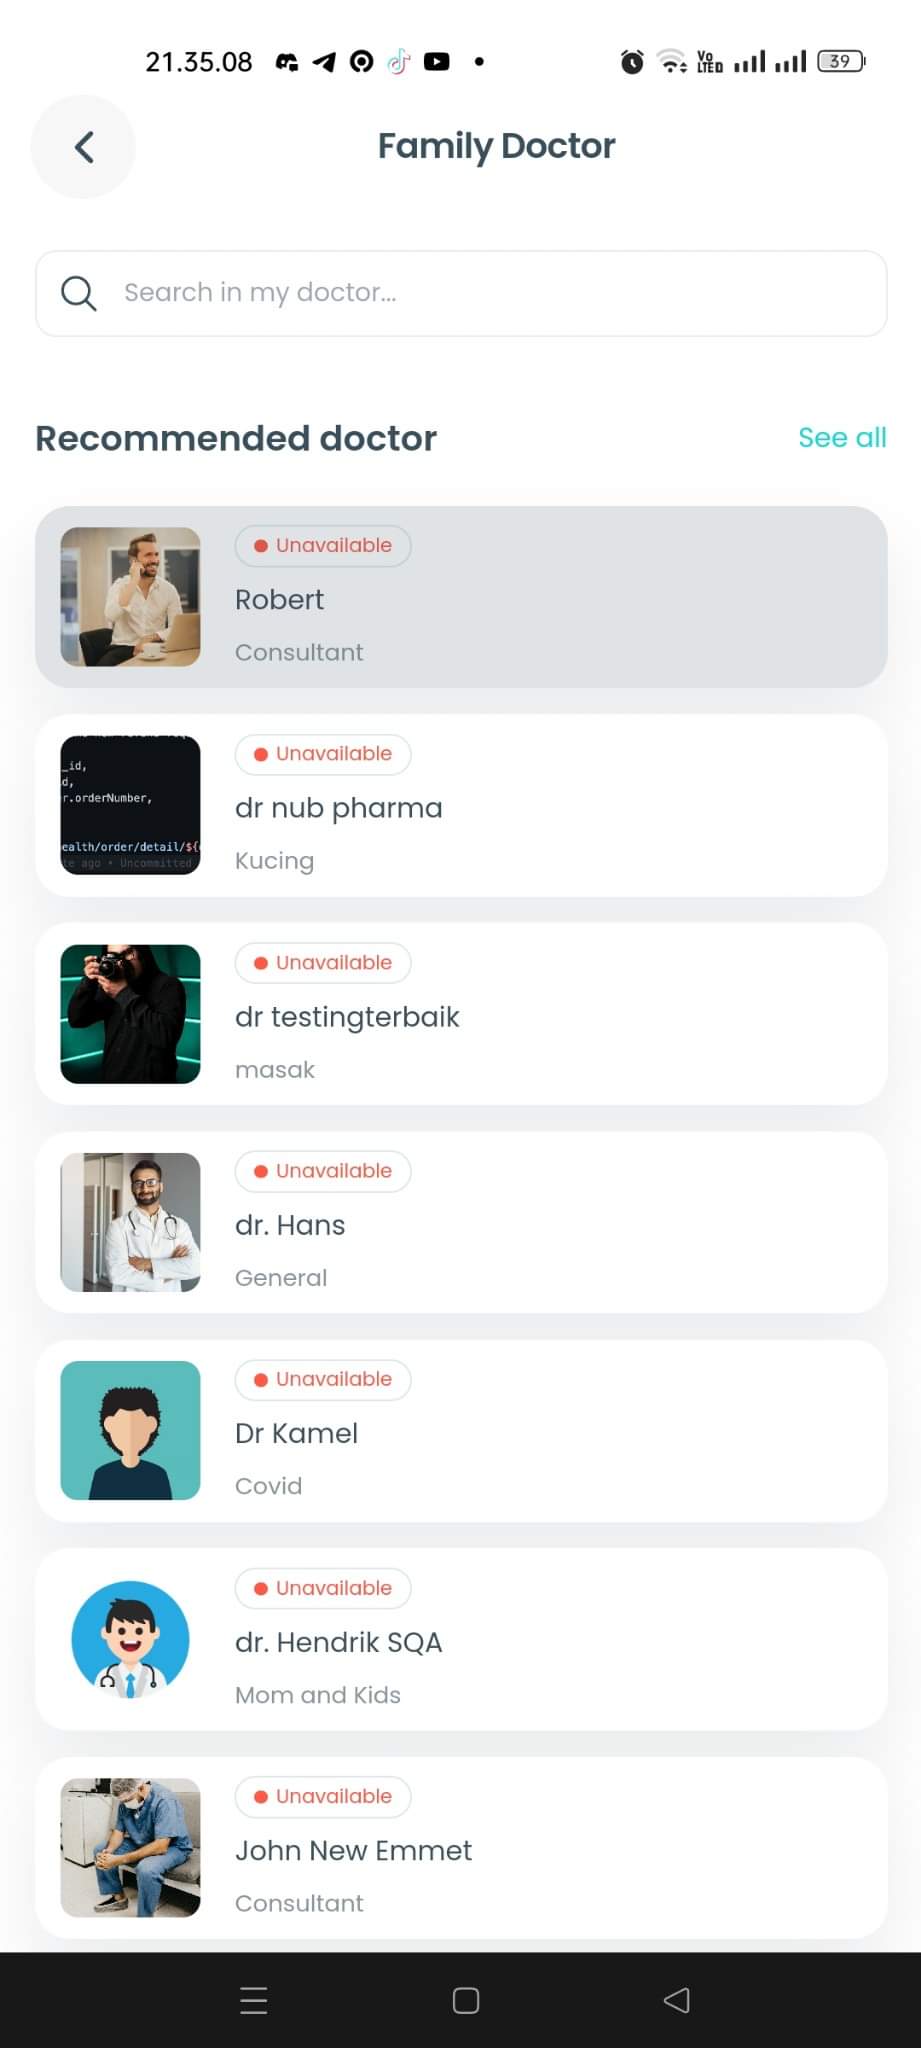 21.35.08
Vo
LTE D
39
Family Doctor
Search in my doctor...
Recommended doctor
See all
Unavailable
Robert
Consultant
Unavailable
_id,
d,
r.orderNumber,
ealth/order/detail/${
te ago • Uncommitted
dr nub pharma
Kucing
Unavailable
dr testingterbaik
masak
Unavailable
dr. Hans
General
Unavailable
Dr Kamel
Covid
Unavailable
dr. Hendrik SQA
Mom and Kids
Unavailable
John New Emmet
Consultant